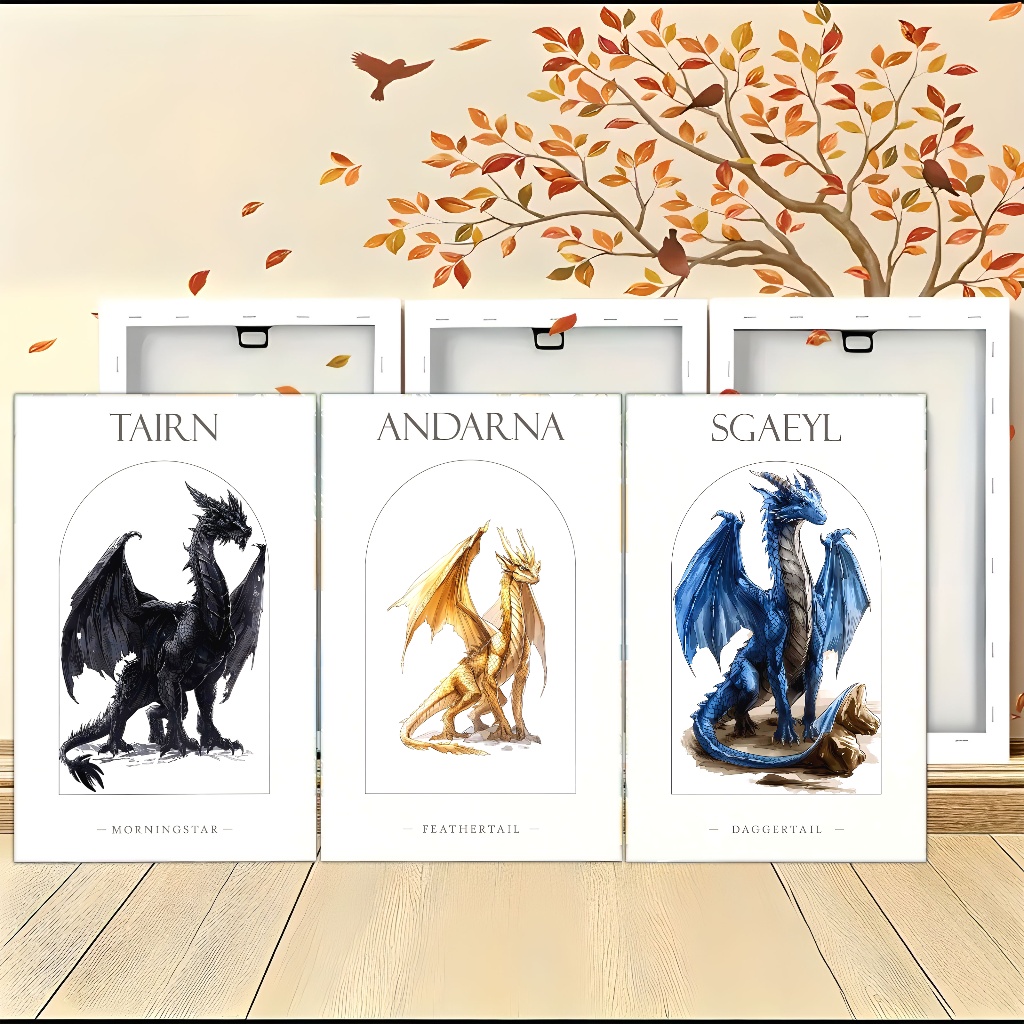 TAIRN
— MORNINGSTAR —
ANDARNA
— FEATHERTAIL —
SGAEYL
— DAGGERTAIL —